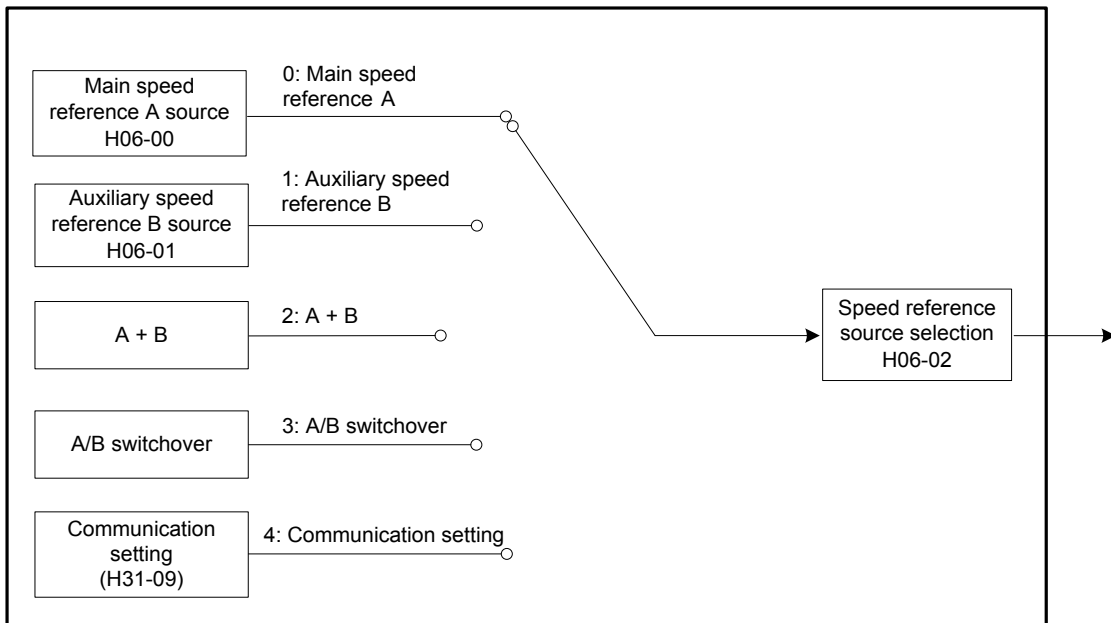 Main speed
reference A source
H06-00
0: Main speed
reference A
Auxiliary speed
reference B source
H06-01
1: Auxiliary speed
reference B
A + B
2: A + B
Speed reference
source selection
H06-02
A/B switchover
3: A/B switchover
Communication
setting
(H31-09)
4: Communication setting